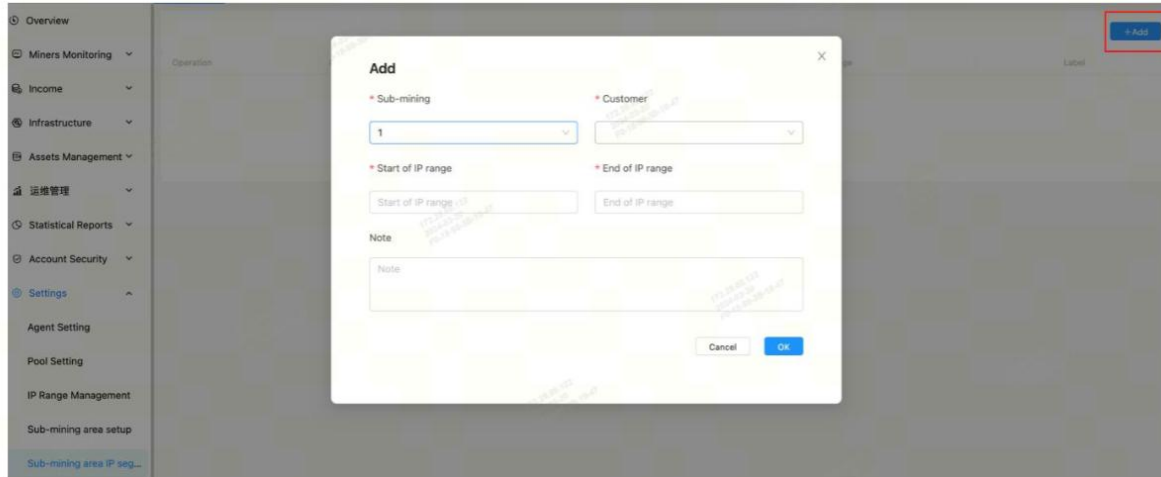 Overview
Miners Monitoring
Income
Infrastructure
Assets Management
运维管理
Statistical Reports
Account Security
Settings
Agent Setting
Pool Setting
IP Range Management
Sub-mining area setup
Sub-mining area IP seg...
+ Add
Operation
Label
Add
* Sub-mining
* Customer
1
* Start of IP range
* End of IP range
Start of IP range
End of IP range
Note
Note
Cancel
OK